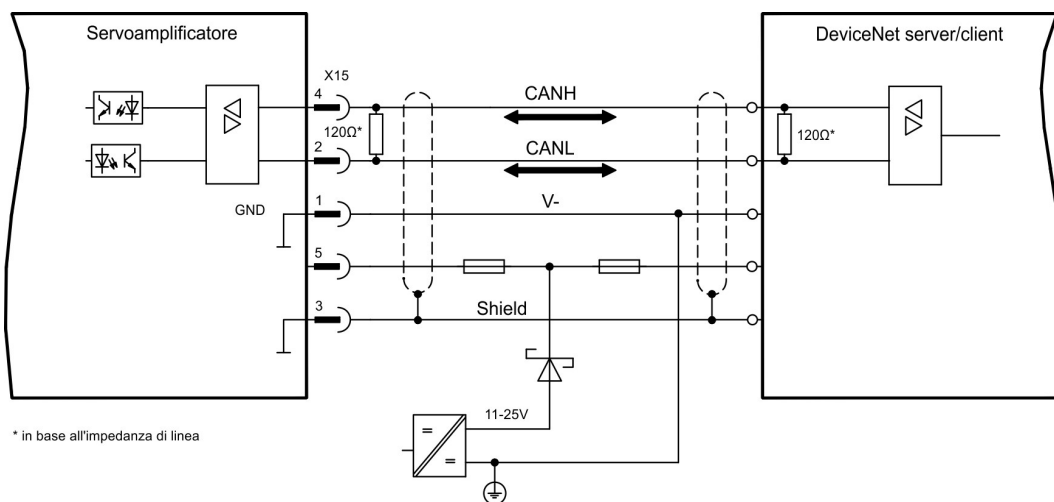 Servoamplificatore
DeviceNet server/client
X15
4
CANH
120Ω*
120Ω*
2
CANL
1
GND
V-
5
3
Shield
11-25V
=
=
* in base all'impedanza di linea